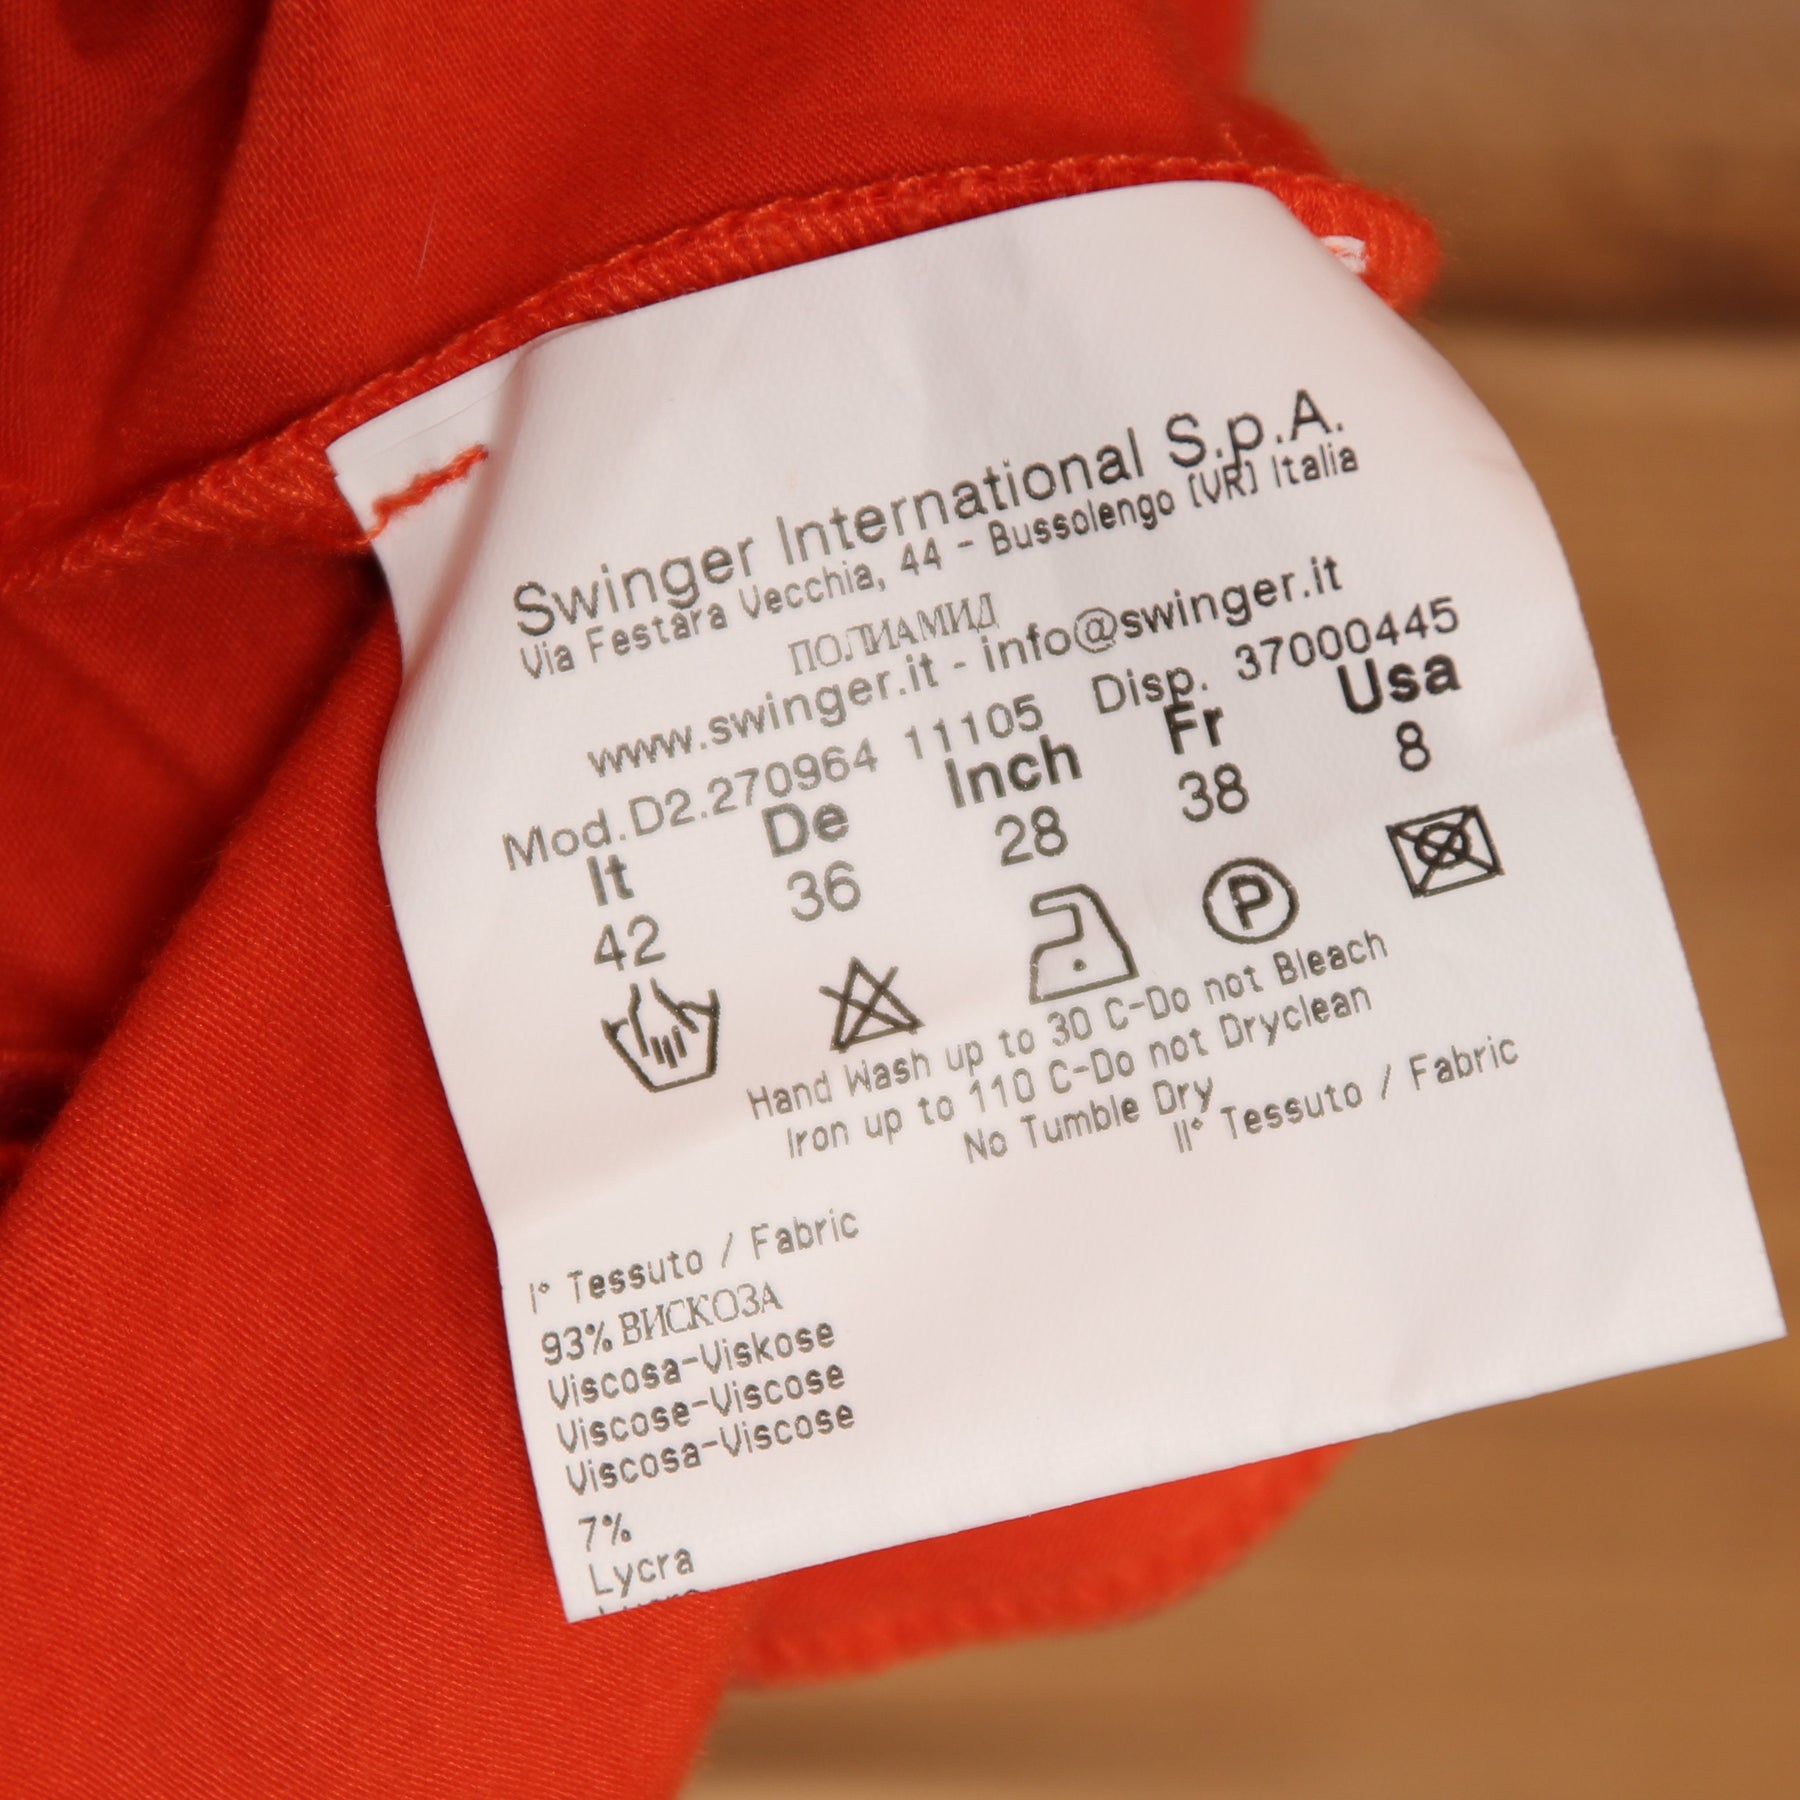 Swinger International S.p.A.
Via Festara Vecchia, 44 - Bussolengo (VR) Italia
ПОЛИАМИД
www.swinger.it - info@swinger.it
Mod.D2.270964 11105 Disp. 37000445
It De Inch Fr Usa
42 36 28 38 8
P
Hand Wash up to 30 C-Do not Bleach
Iron up to 110 C-Do not Dryclean
No Tumble Dry
II° Tessuto / Fabric
I° Tessuto / Fabric
93% ВИСКОЗА
Viscosa-Viskose
Viscose-Viscose
Viscosa-Viscose
7%
Lycra